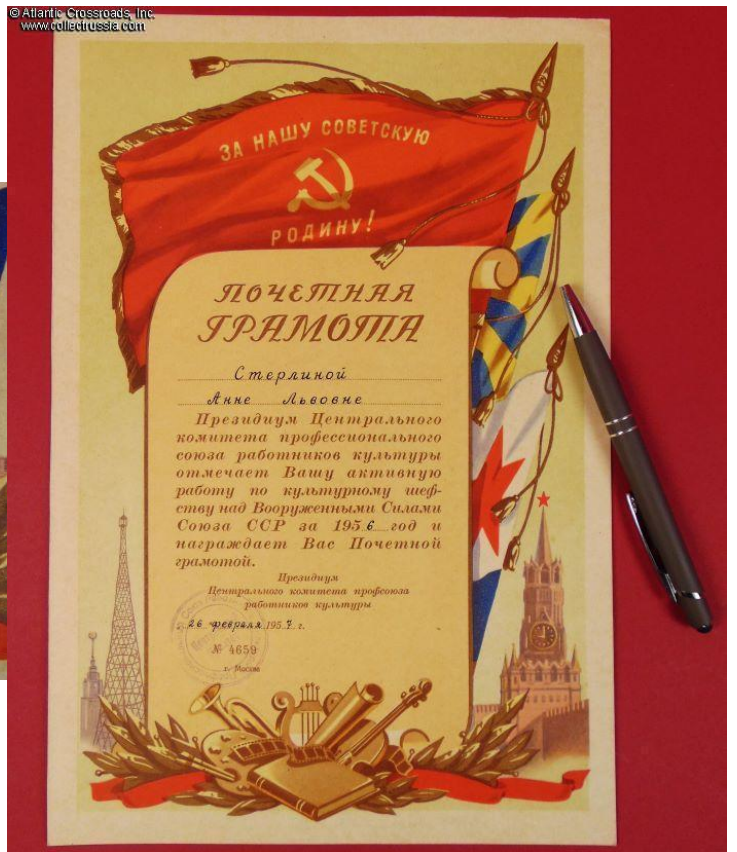 © Atlantic Crossroads, Inc.
www.collectrussia.com
ЗА НАШУ СОВЕТСКУЮ
РОДИНУ!
ПОЧЕТНАЯ
ГРАМОТА
Стерлиной
Анне Львовне
Президиум Центрального
комитета профессионального
союза работников культуры
отмечает Вашу активную
работу по культурному шеф-
ству над Вооруженными Силами
Союза ССР за 1956 год и
награждает Вас Почетной
грамотой.
Президиум
Центрального комитета профсоюза
работников культуры
26 февраля 1957 г.
№ 4659
г. Москва